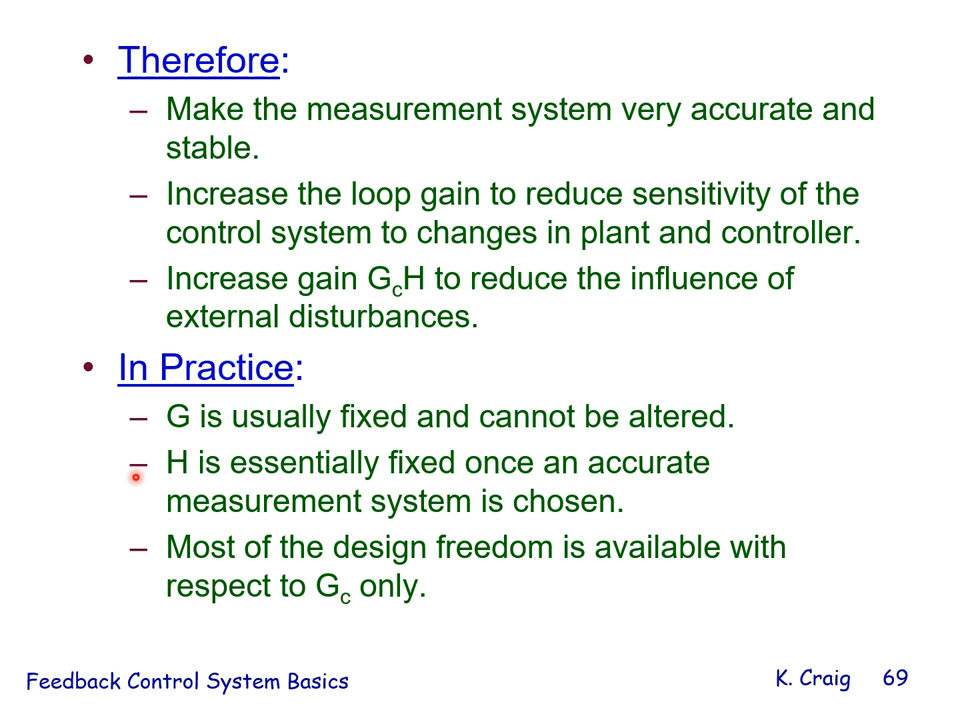 • Therefore:
– Make the measurement system very accurate and
stable.
– Increase the loop gain to reduce sensitivity of the
control system to changes in plant and controller.
– Increase gain GcH to reduce the influence of
external disturbances.
• In Practice:
– G is usually fixed and cannot be altered.
– H is essentially fixed once an accurate
measurement system is chosen.
– Most of the design freedom is available with
respect to Gc only.
Feedback Control System Basics
K. Craig 69